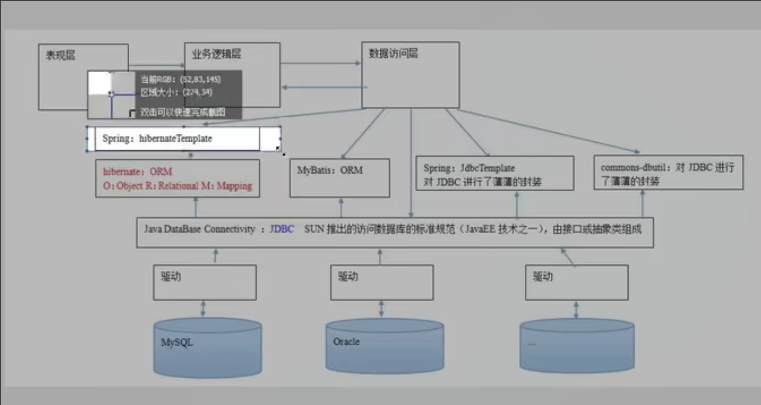 表现层
业务逻辑层
数据访问层
当前RGB：(52,83,145)
区域大小：(274,34)
双击可以快速完成截图
Spring：hibernateTemplate
hibernate：ORM
O：Object R：Relational M：Mapping
MyBatis：ORM
Spring：JdbcTemplate
对 JDBC 进行了薄薄的封装
commons-dbutil：对 JDBC 进行
了薄薄的封装
Java DataBase Connectivity ：JDBC SUN 推出的访问数据库的标准规范（JavaEE 技术之一），由接口或抽象类组成
驱动
驱动
驱动
MySQL
Oracle
...